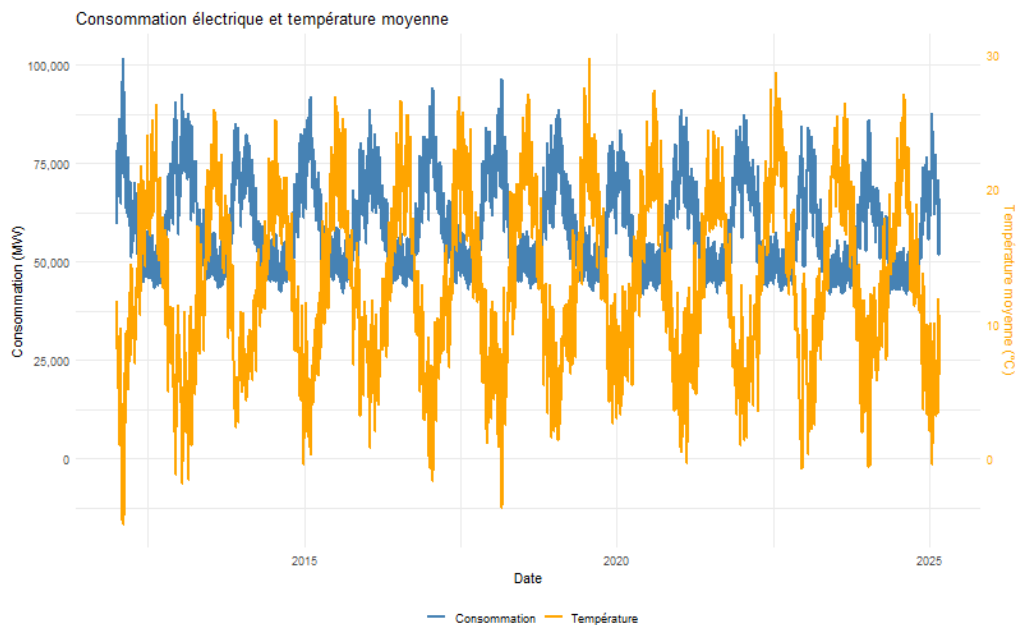 Consommation électrique et température moyenne
100,000
75,000
50,000
25,000
0
Consommation (MW)
30
20
10
0
Température moyenne (°C)
2015
2020
2025
Date
Consommation
Température